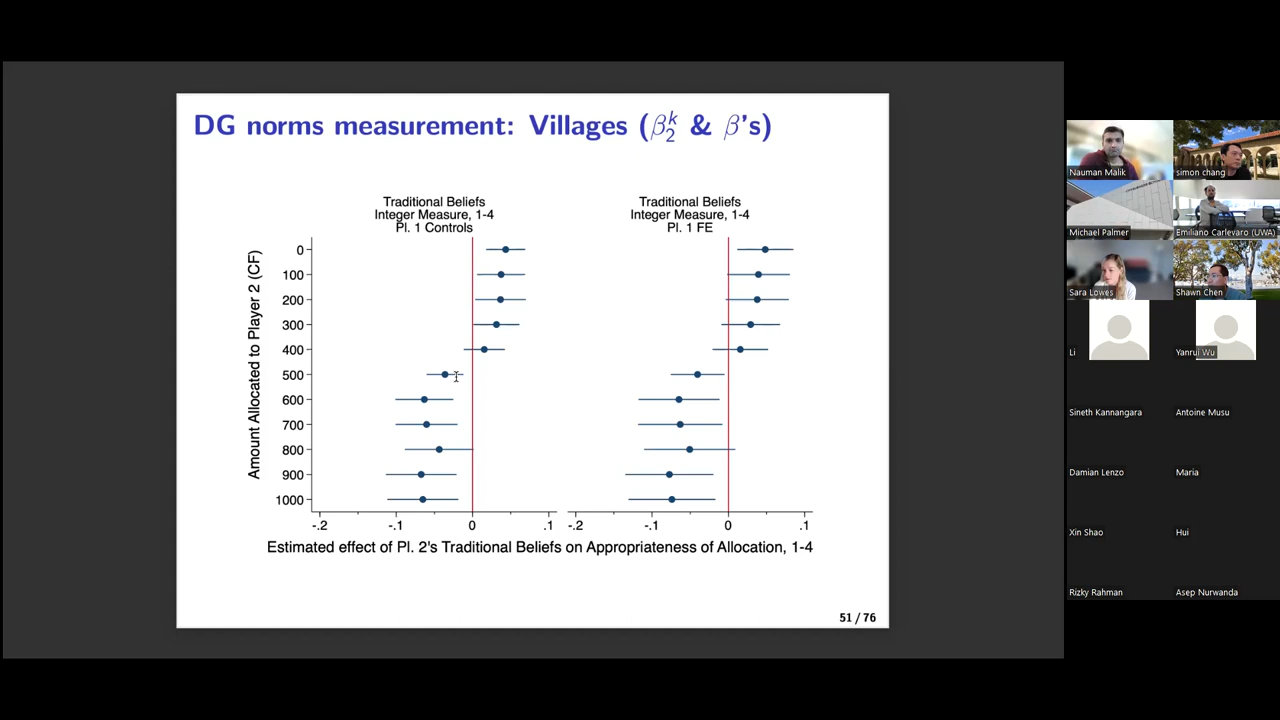 DG norms measurement: Villages (β₂ᵏ & β's)
Traditional Beliefs
Integer Measure, 1-4
Pl. 1 Controls
Traditional Beliefs
Integer Measure, 1-4
Pl. 1 FE
Amount Allocated to Player 2 (CF)
0
100
200
300
400
500
600
700
800
900
1000
-.2 -.1 0 .1
-.2 -.1 0 .1
Estimated effect of Pl. 2's Traditional Beliefs on Appropriateness of Allocation, 1-4
51 / 76
Nauman Malik
simon chang
Michael Palmer
Emiliano Carlevaro (UWA)
Sara Lowes
Shawn Chen
Li
Yanrui Wu
Sineth Kannangara
Antoine Musu
Damian Lenzo
Maria
Xin Shao
Hui
Rizky Rahman
Asep Nurwanda